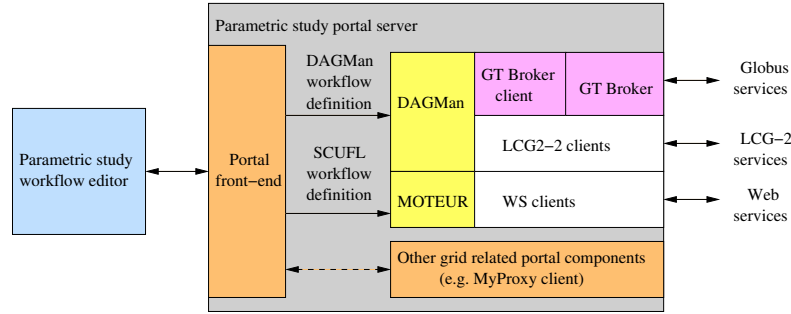 Parametric study portal server
DAGMan
workflow
definition
GT Broker
client
GT Broker
Globus
services
DAGMan
Parametric study
workflow editor
Portal
front−end
SCUFL
workflow
definition
LCG2−2 clients
LCG−2
services
MOTEUR
WS clients
Web
services
Other grid related portal components
(e.g. MyProxy client)